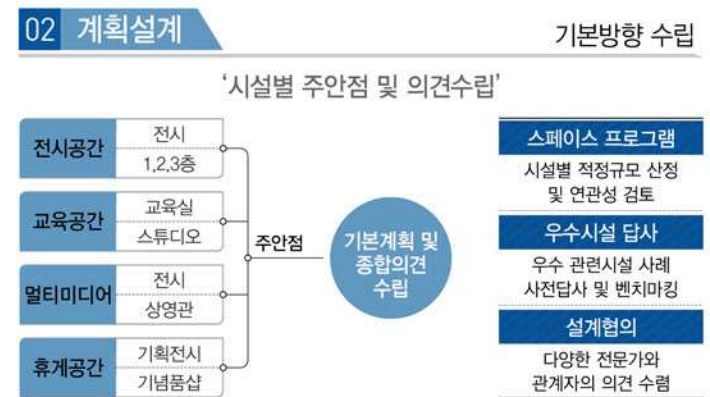 02 계획설계
기본방향 수립
‘시설별 주안점 및 의견수립’
전시공간
전시
1,2,3층
교육공간
교육실
스튜디오
멀티미디어
전시
상영관
휴게공간
기획전시
기념품샵
주안점
기본계획 및
종합의견
수립
스페이스 프로그램
시설별 적정규모 산정
및 연관성 검토
우수시설 답사
우수 관련시설 사례
사전답사 및 벤치마킹
설계협의
다양한 전문가와
관계자의 의견 수렴